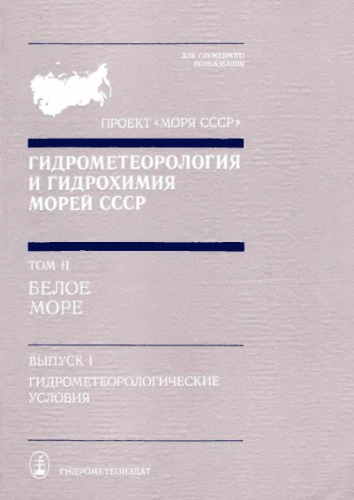 ДЛЯ СЛУЖЕБНОГО
ПОЛЬЗОВАНИЯ
ПРОЕКТ «МОРЯ СССР»
ГИДРОМЕТЕОРОЛОГИЯ
И ГИДРОХИМИЯ
МОРЕЙ СССР
ТОМ II
БЕЛОЕ
МОРЕ
ВЫПУСК I
ГИДРОМЕТЕОРОЛОГИЧЕСКИЕ
УСЛОВИЯ
ГИДРОМЕТЕОИЗДАТ